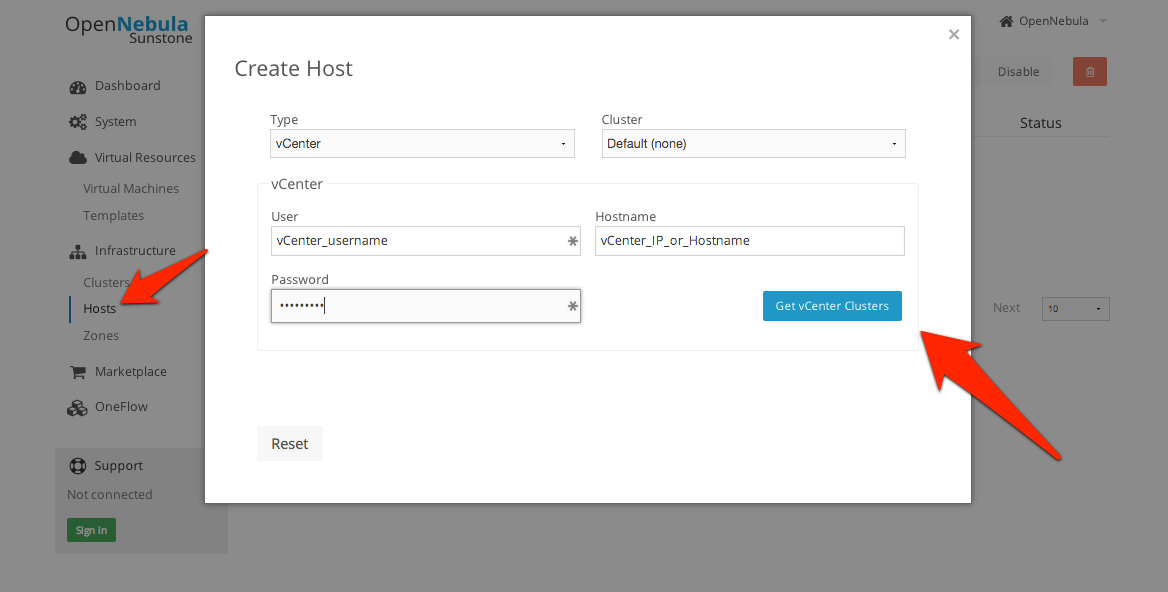 OpenNebula
Sunstone
OpenNebula
Dashboard
System
Virtual Resources
Virtual Machines
Templates
Infrastructure
Clusters
Hosts
Zones
Marketplace
OneFlow
Support
Not connected
Sign in
×
Create Host
Type
Cluster
vCenter
Default (none)
vCenter
User
Hostname
vCenter_username
vCenter_IP_or_Hostname
Password
•••••••••
Get vCenter Clusters
Reset
Disable
Status
Next
10